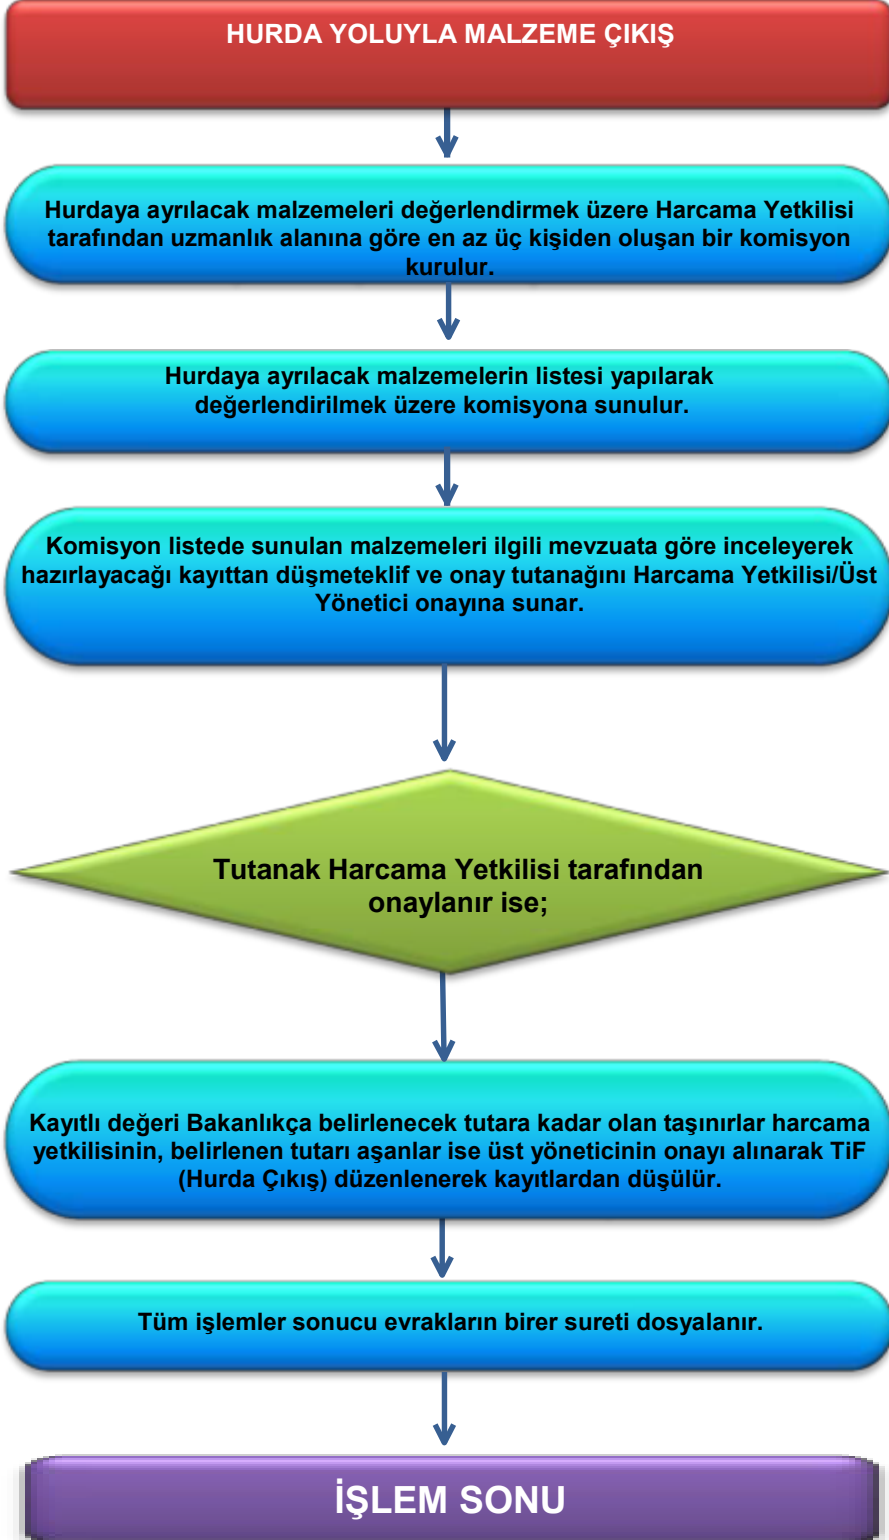 HURDA YOLUYLA MALZEME ÇIKIŞ
Hurdaya ayrılacak malzemeleri değerlendirmek üzere Harcama Yetkilisi
tarafından uzmanlık alanına göre en az üç kişiden oluşan bir komisyon
kurulur.
Hurdaya ayrılacak malzemelerin listesi yapılarak
değerlendirilmek üzere komisyona sunulur.
Komisyon listede sunulan malzemeleri ilgili mevzuata göre inceleyerek
hazırlayacağı kayıttan düşmeteklif ve onay tutanağını Harcama Yetkilisi/Üst
Yönetici onayına sunar.
Tutanak Harcama Yetkilisi tarafından
onaylanır ise;
Kayıtlı değeri Bakanlıkça belirlenecek tutara kadar olan taşınırlar harcama
yetkilisinin, belirlenen tutarı aşanlar ise üst yöneticinin onayı alınarak TiF
(Hurda Çıkış) düzenlenerek kayıtlardan düşülür.
Tüm işlemler sonucu evrakların birer sureti dosyalanır.
İŞLEM SONU